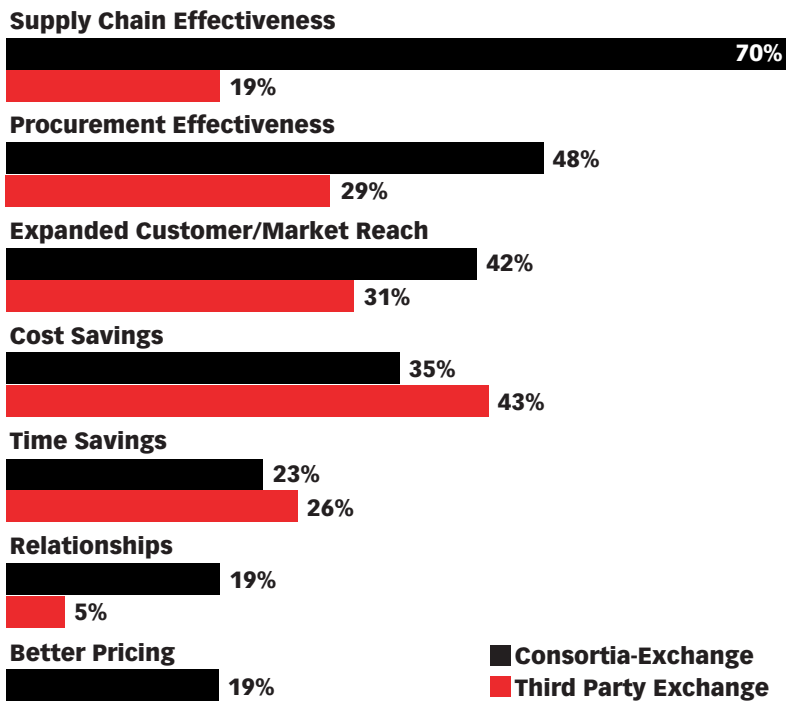 Supply Chain Effectiveness
70%
19%
Procurement Effectiveness
48%
29%
Expanded Customer/Market Reach
42%
31%
Cost Savings
35%
43%
Time Savings
23%
26%
Relationships
19%
5%
Better Pricing
19%
Consortia-Exchange
Third Party Exchange